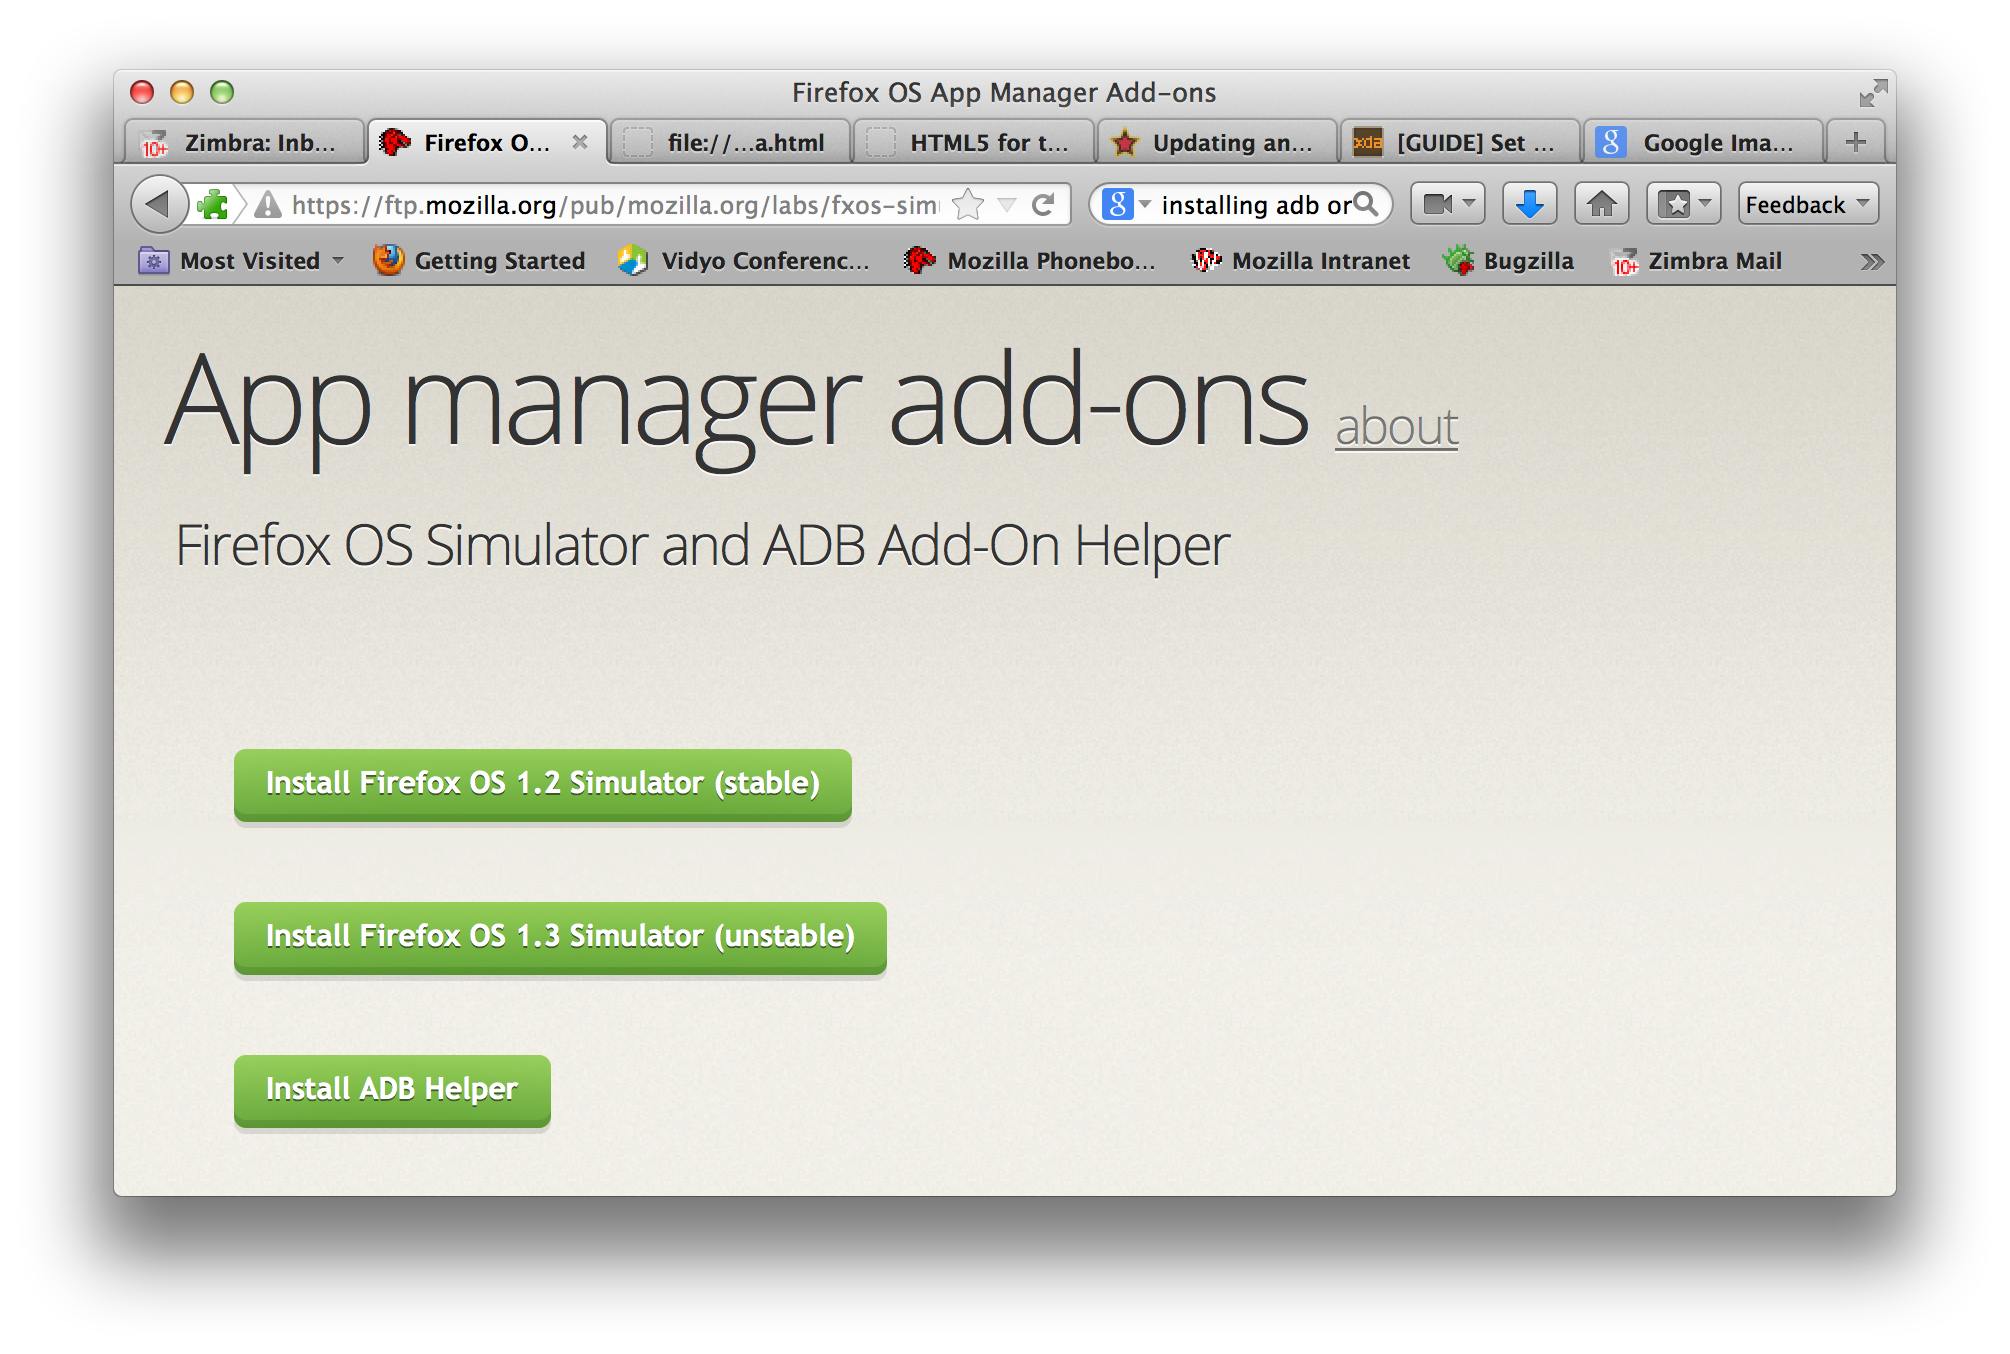 Firefox OS App Manager Add-ons
10+ Zimbra: Inb... Firefox O... file://...a.html HTML5 for t... Updating an... xda [GUIDE] Set ... g Google Ima...
https://ftp.mozilla.org/pub/mozilla.org/labs/fxos-sim g installing adb or Feedback
Most Visited Getting Started Vidyo Conferenc... Mozilla Phonebo... Mozilla Intranet Bugzilla 10+ Zimbra Mail
App manager add-ons about
Firefox OS Simulator and ADB Add-On Helper
Install Firefox OS 1.2 Simulator (stable)
Install Firefox OS 1.3 Simulator (unstable)
Install ADB Helper